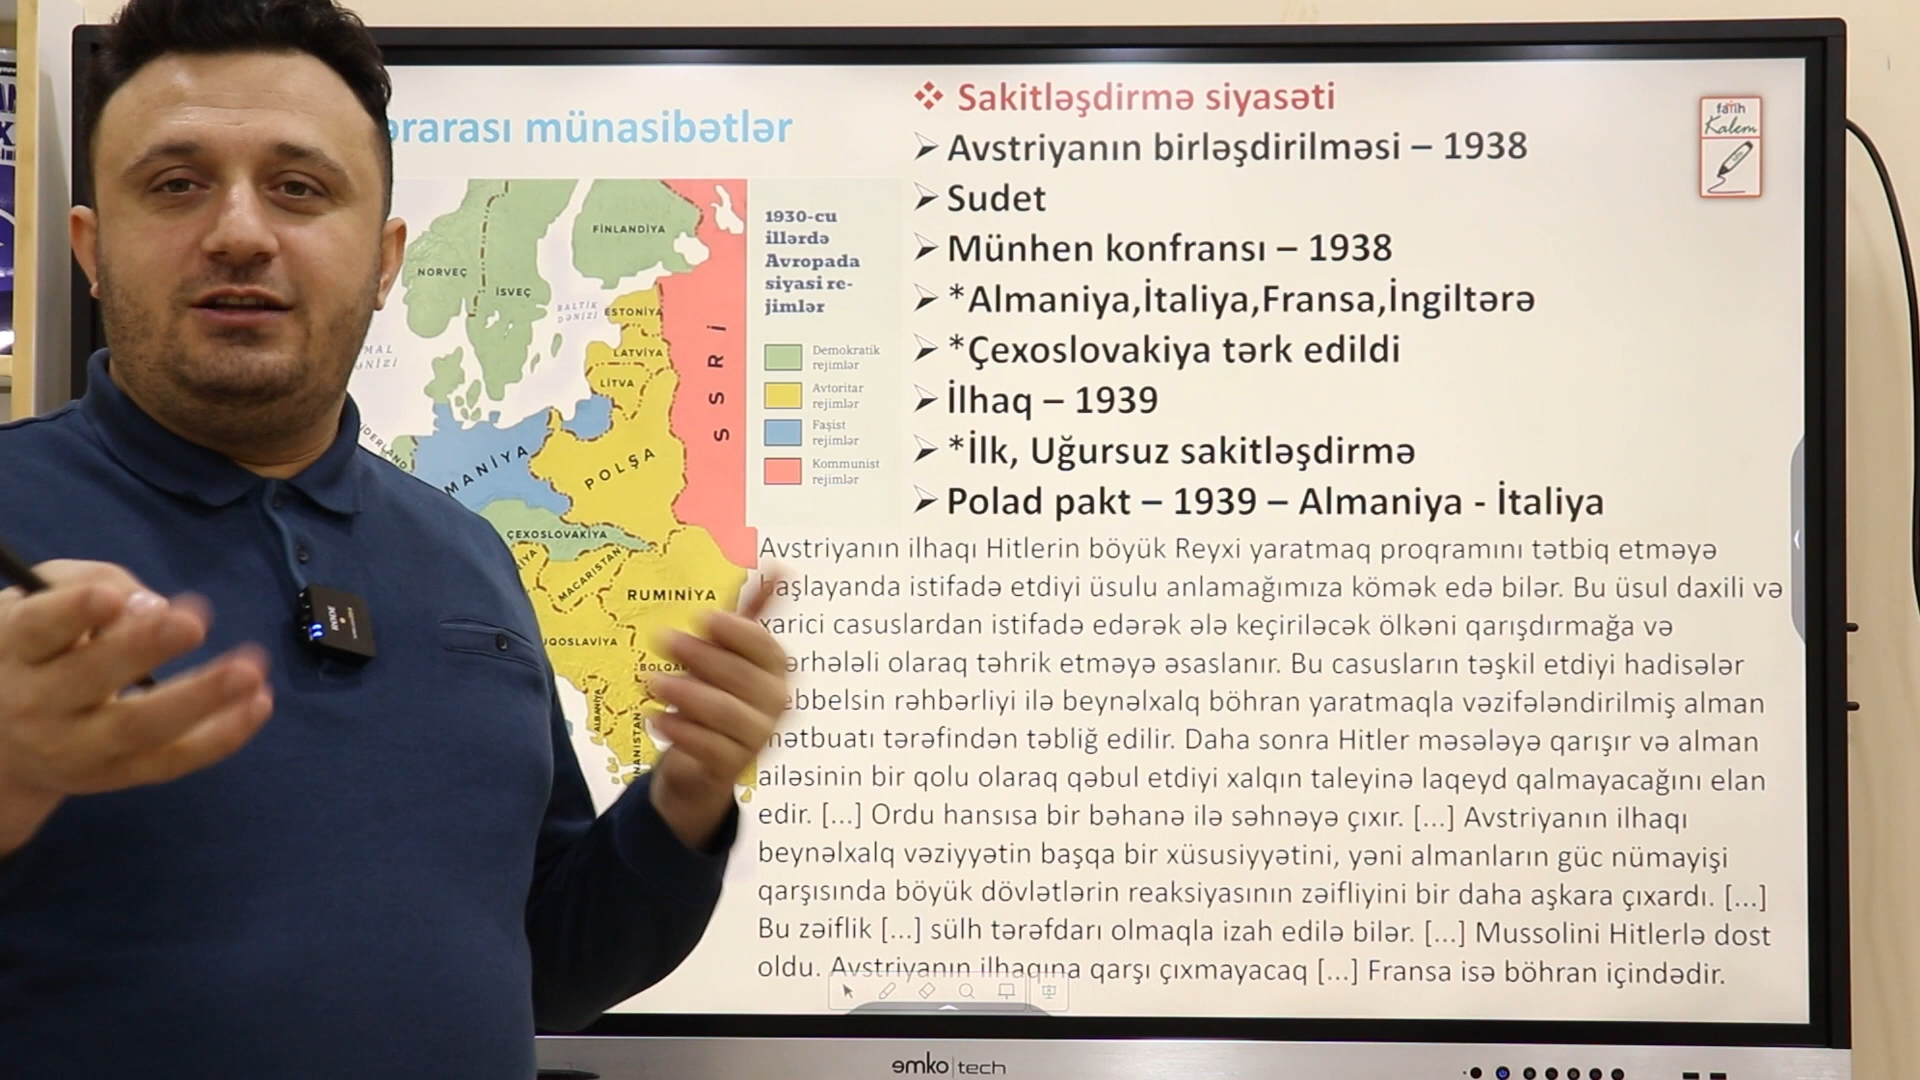 münasibətlər
1930-cu
illərdə
Avropada
siyasi re-
jimlər
Demokratik
rejimlər
Avtoritar
rejimlər
Faşist
rejimlər
Kommunist
rejimlər
FİNLANDİYA
NORVEÇ
İSVEÇ
BALTİK
DƏNİZİ
ESTONİYA
LATVİYA
LİTVA
SSRİ
POLŞA
ÇEXOSLOVAKİYA
MACARISTAN
RUMINİYA
❖ Sakitləşdirmə siyasəti
➢ Avstriyanın birləşdirilməsi – 1938
➢ Sudet
➢ Münhen konfransı – 1938
➢ *Almaniya,İtaliya,Fransa,İngiltərə
➢ *Çexoslovakiya tərk edildi
➢ İlhaq – 1939
➢ *İlk, Uğursuz sakitləşdirmə
➢ Polad pakt – 1939 – Almaniya - İtaliya
Avstriyanın ilhaqı Hitlerin böyük Reyxi yaratmaq proqramını tətbiq etməyə
başlayanda istifadə etdiyi üsulu anlamağımıza kömək edə bilər. Bu üsul daxili və
xarici casuslardan istifadə edərək ələ keçiriləcək ölkəni qarışdırmağa və
olaraq təhrik etməyə əsaslanır. Bu casusların təşkil etdiyi hadisələr
rəhbərliyi ilə beynəlxalq böhran yaratmaqla vəzifələndirilmiş alman
mətbuatı tərəfindən təbliğ edilir. Daha sonra Hitler məsələyə qarışır və alman
ailəsinin bir qolu olaraq qəbul etdiyi xalqın taleyinə laqeyd qalmayacağını elan
edir. [...] Ordu hansısa bir bəhanə ilə səhnəyə çıxır. [...] Avstriyanın ilhaqı
beynəlxalq vəziyyətin başqa bir xüsusiyyətini, yəni almanların güc nümayişi
qarşısında böyük dövlətlərin reaksiyasının zəifliyini bir daha aşkara çıxardı. [...]
Bu zəiflik [...] sülh tərəfdarı olmaqla izah edilə bilər. [...] Mussolini Hitlerlə dost
oldu. Avstriyanın ilhaqına qarşı çıxmayacaq [...] Fransa isə böhran içindədir.
fatih
Kalem
RODE
emko|tech